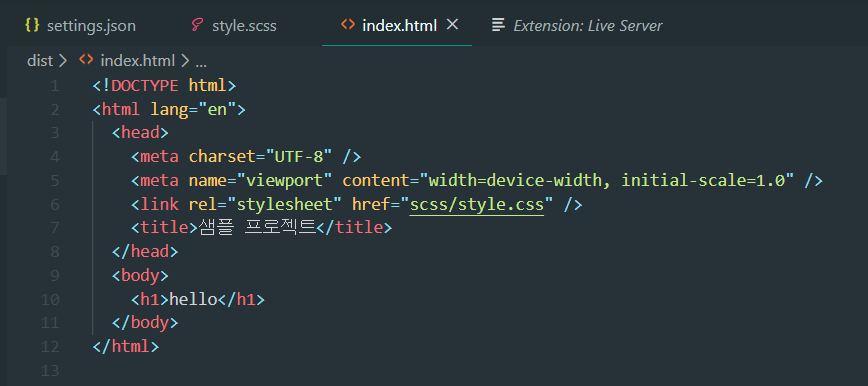 settings.json style.scss index.html Extension: Live Server
dist > index.html > ...
1 <!DOCTYPE html>
2 <html lang="en">
3 <head>
4 <meta charset="UTF-8" />
5 <meta name="viewport" content="width=device-width, initial-scale=1.0" />
6 <link rel="stylesheet" href="scss/style.css" />
7 <title>샘플 프로젝트</title>
8 </head>
9 <body>
10 <h1>hello</h1>
11 </body>
12 </html>
13